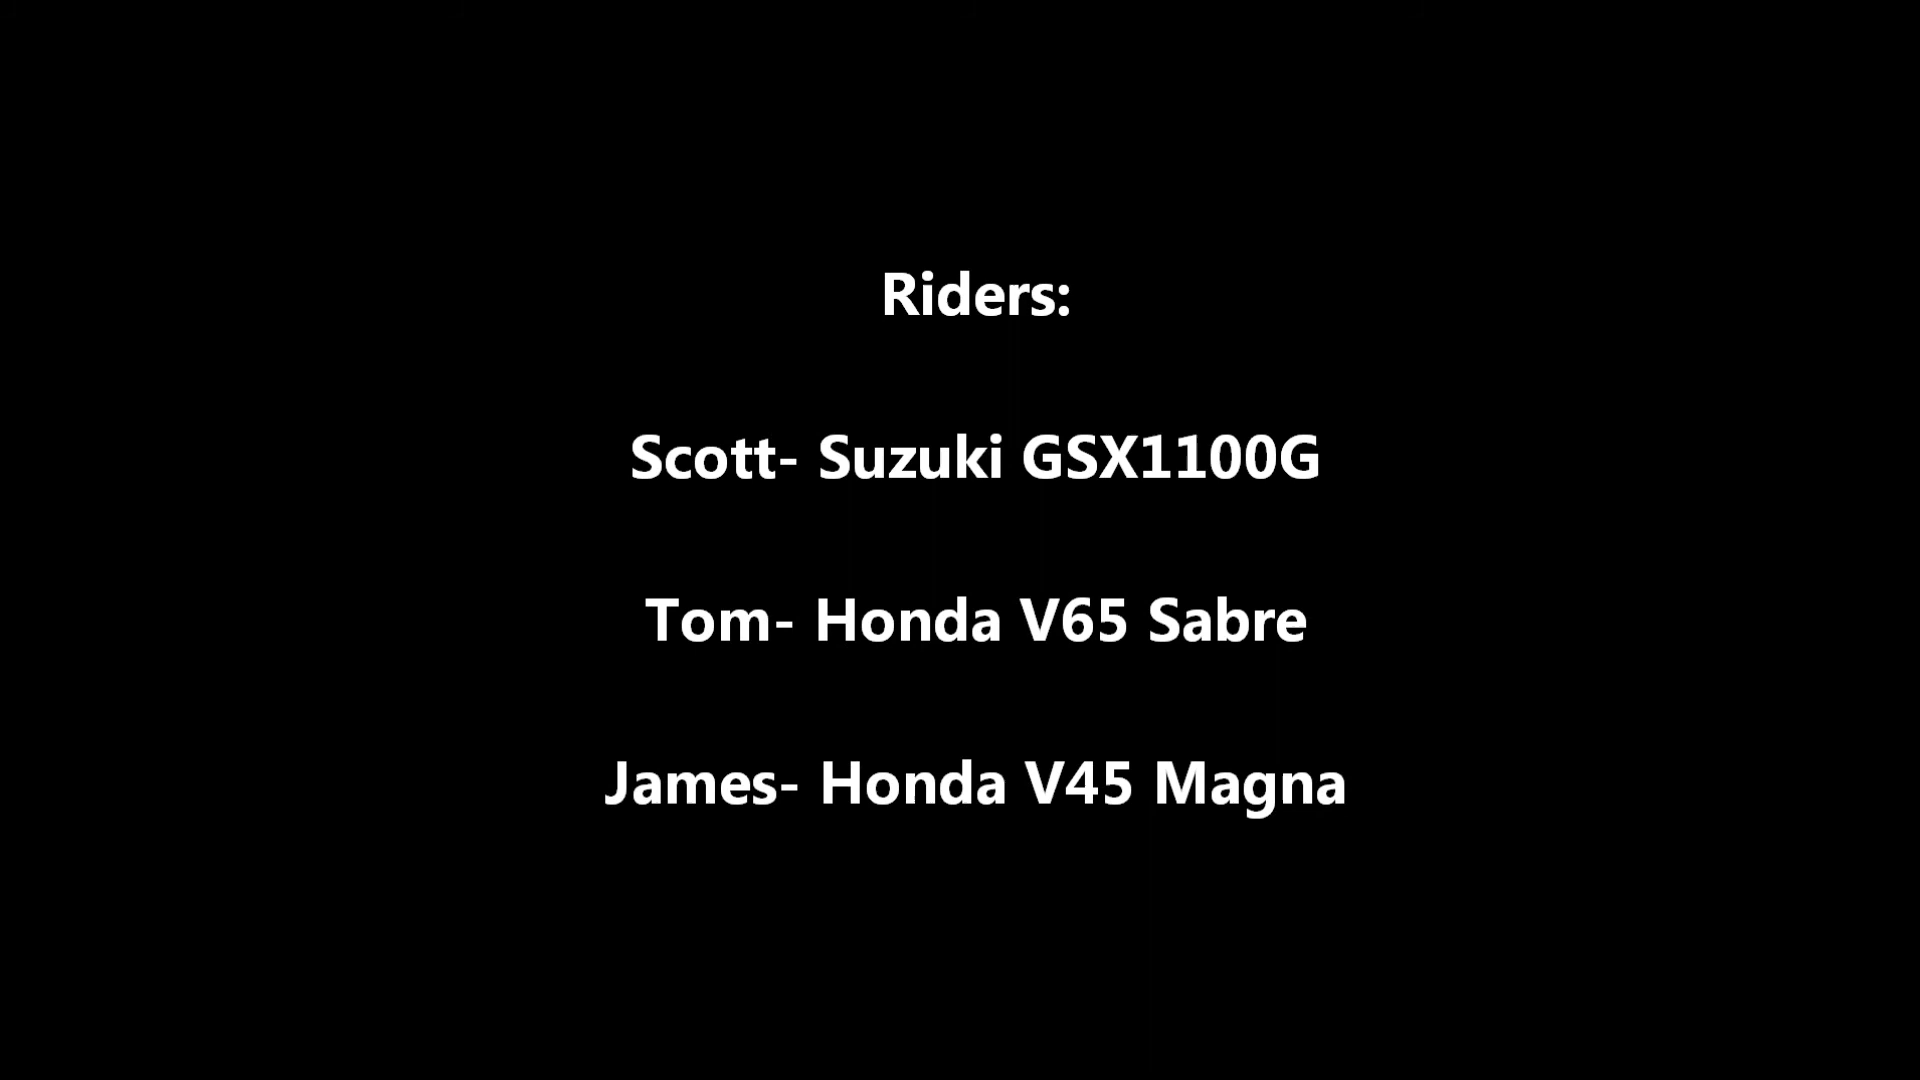 Riders:
Scott- Suzuki GSX1100G
Tom- Honda V65 Sabre
James- Honda V45 Magna